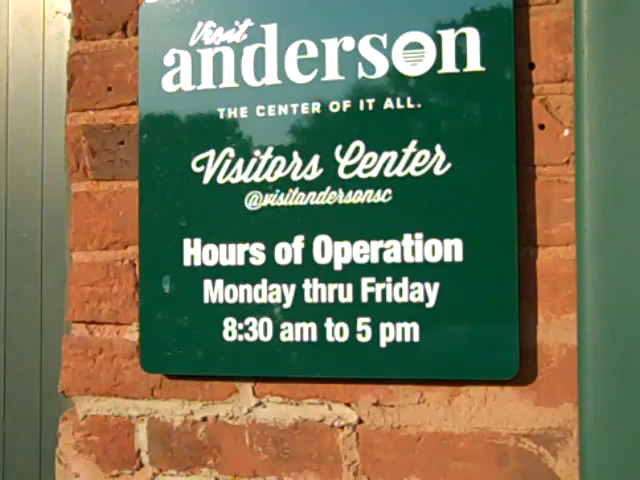 Visit
anderson
THE CENTER OF IT ALL.
Visitors Center
@visitandersonsc
Hours of Operation
Monday thru Friday
8:30 am to 5 pm